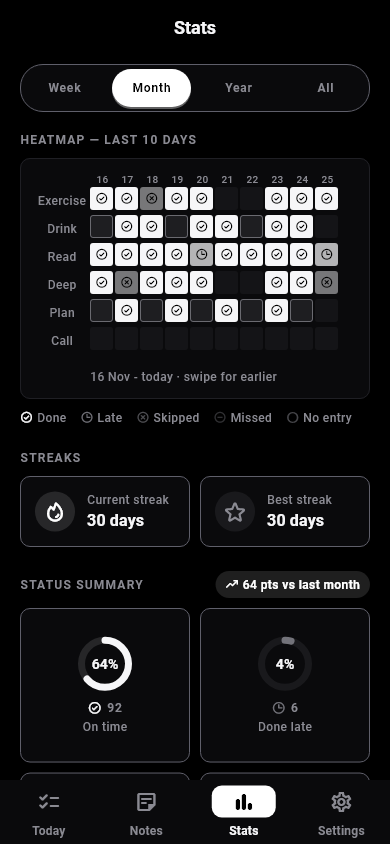 Stats
Week Month Year All
HEATMAP — LAST 10 DAYS
16 17 18 19 20 21 22 23 24 25
Exercise
Drink
Read
Deep
Plan
Call
16 Nov - today · swipe for earlier
Done Late Skipped Missed No entry
STREAKS
Current streak
30 days
Best streak
30 days
STATUS SUMMARY
64 pts vs last month
64%
92
On time
4%
6
Done late
Today Notes Stats Settings